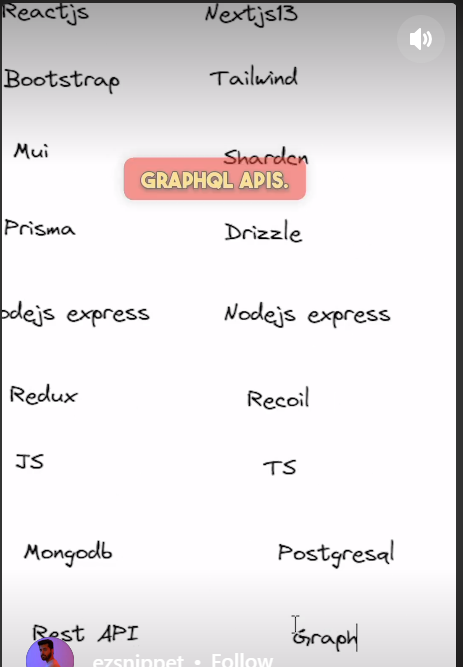 Reactjs Nextjs13
Bootstrap Tailwind
Mui Shardcn
GRAPHQL APIS.
Prisma Drizzle
odejs express Nodejs express
Redux Recoil
JS TS
Mongodb Postgresql
Rest API Graph
ezsnippet • Follow